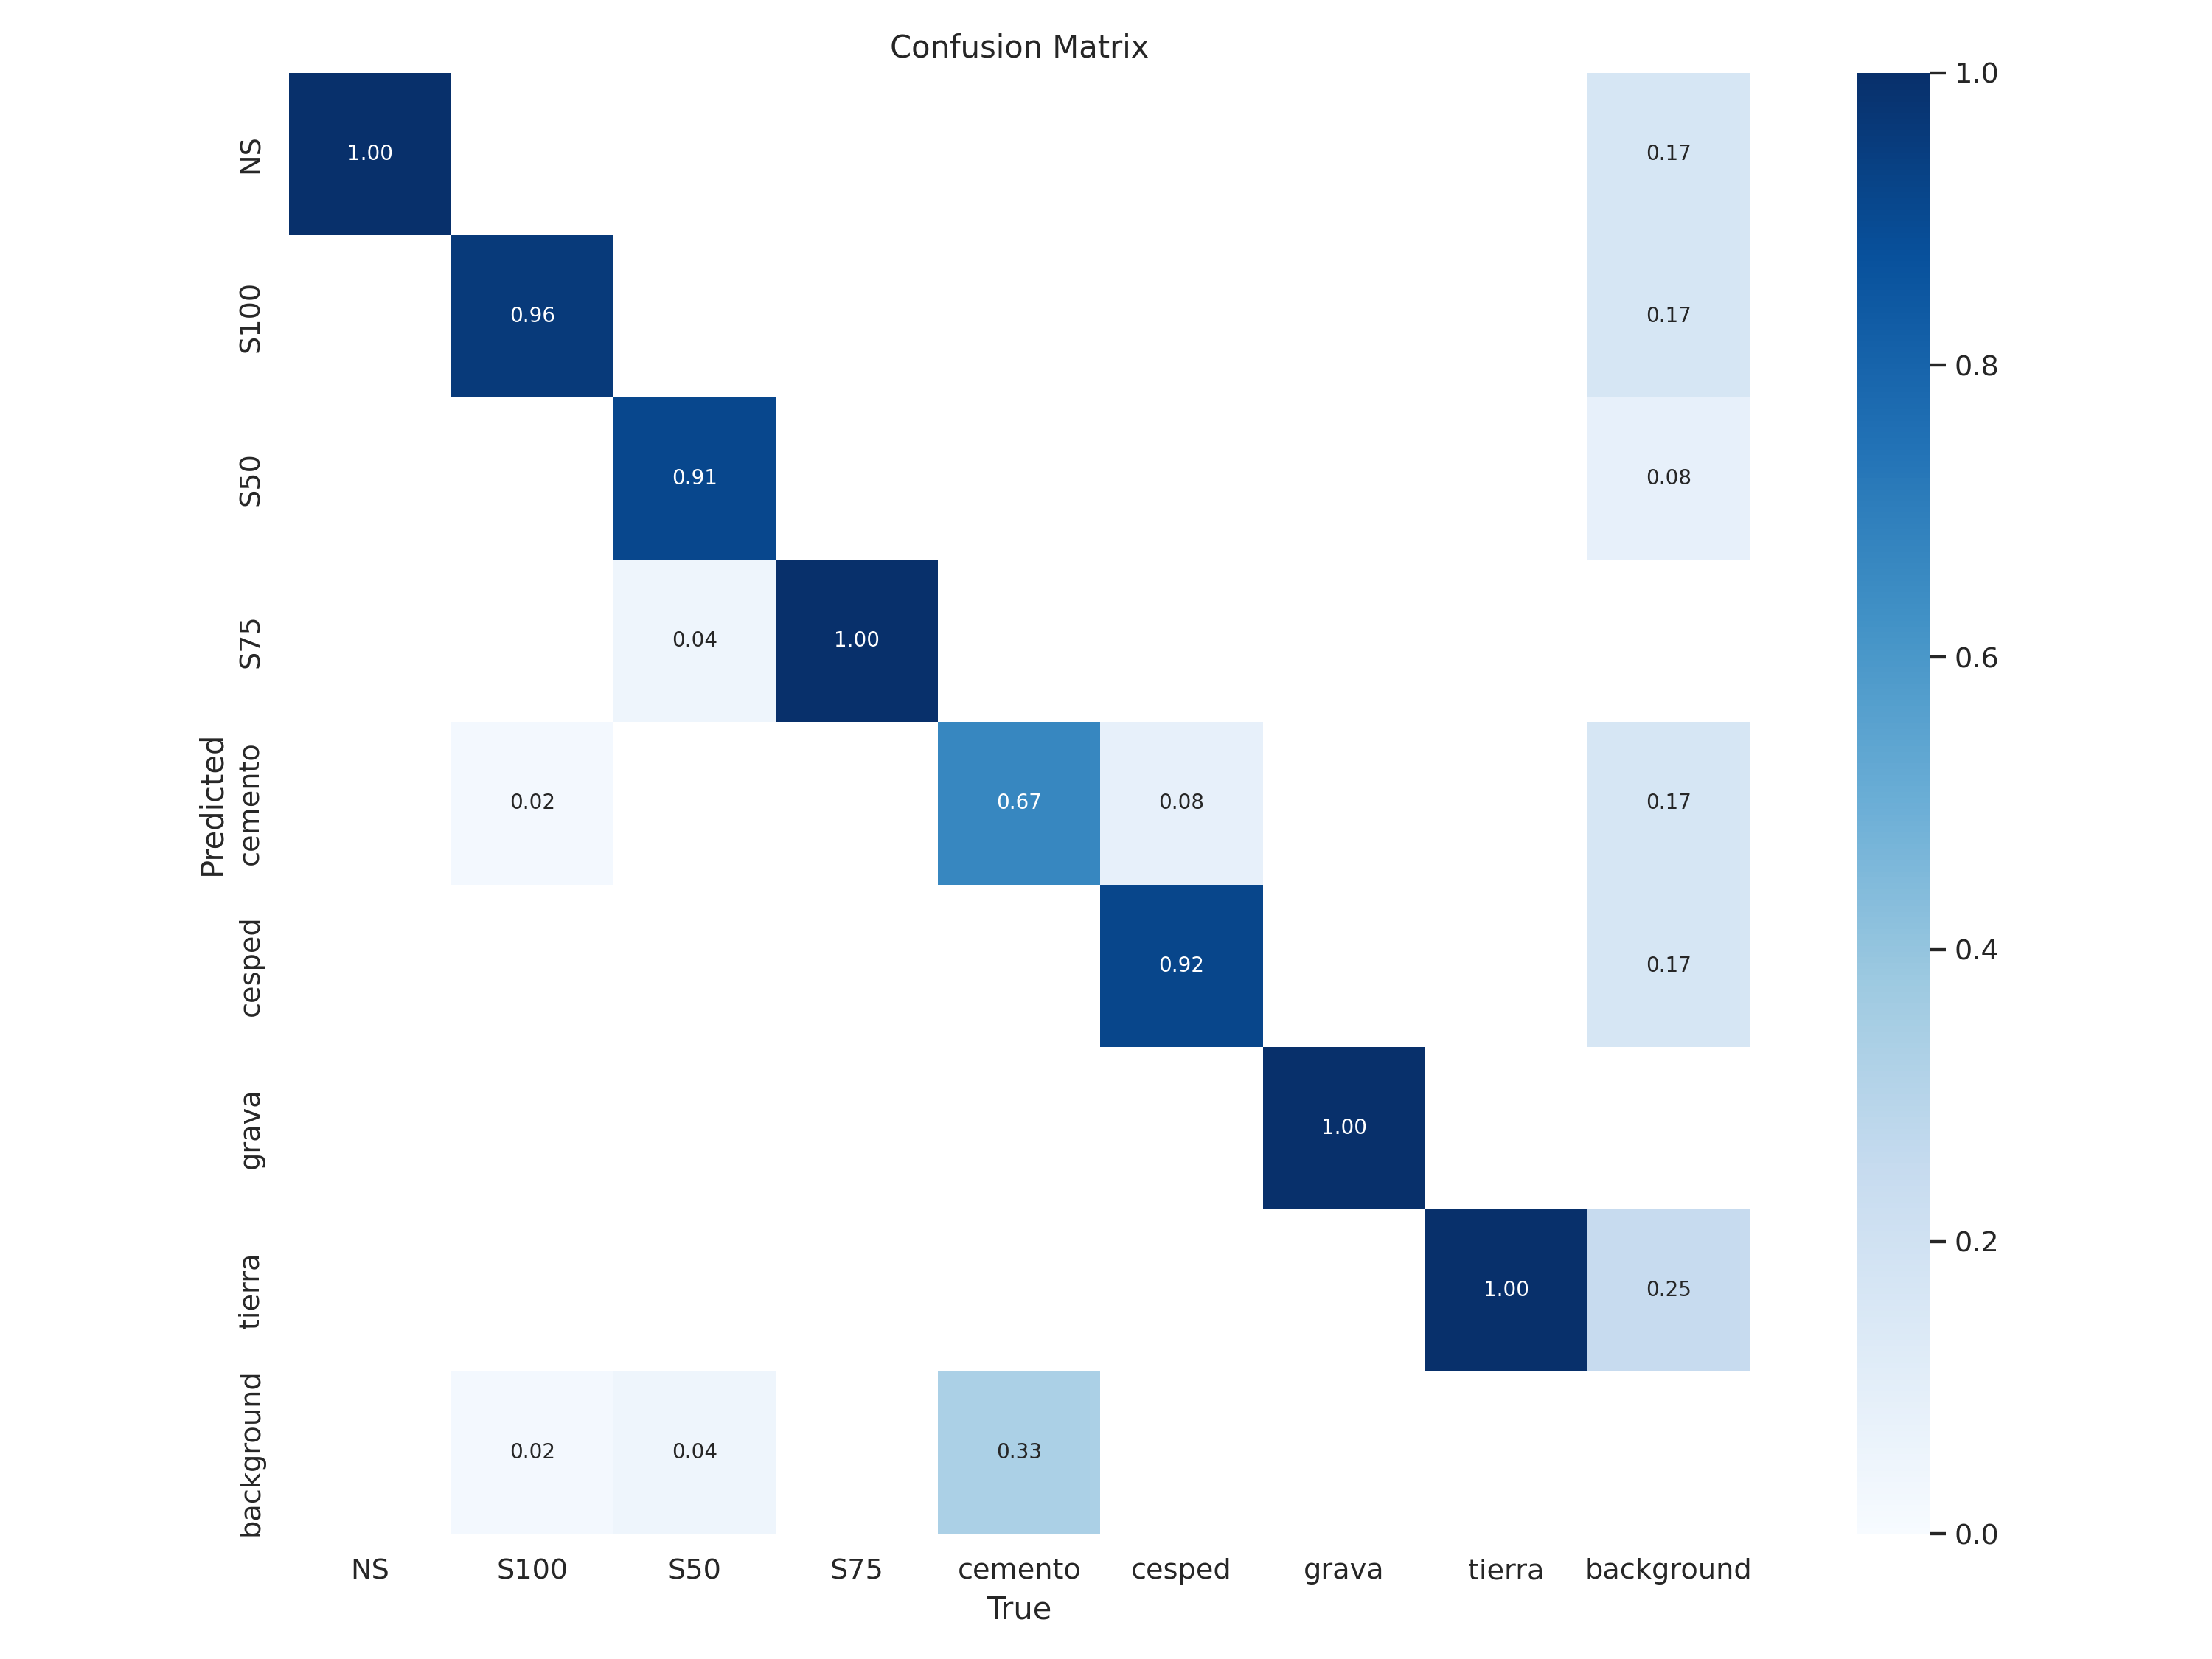 Confusion Matrix
NS
1.00
0.17
S100
0.96
0.17
S50
0.91
0.08
S75
0.04
1.00
Predicted
cemento
0.02
0.67
0.08
0.17
cesped
0.92
0.17
grava
1.00
tierra
1.00
0.25
background
0.02
0.04
0.33
NS S100 S50 S75 cemento cesped grava tierra background
True
1.0
0.8
0.6
0.4
0.2
0.0